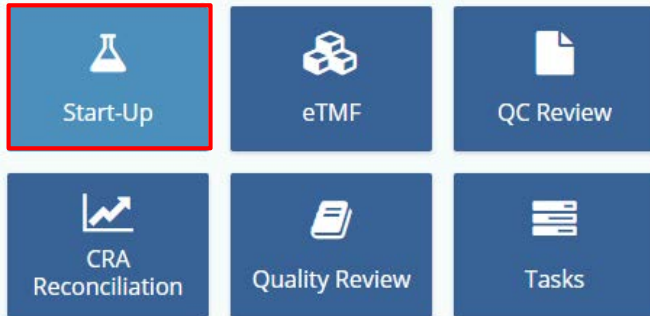 Start-Up
eTMF
QC Review
CRA
Reconciliation
Quality Review
Tasks